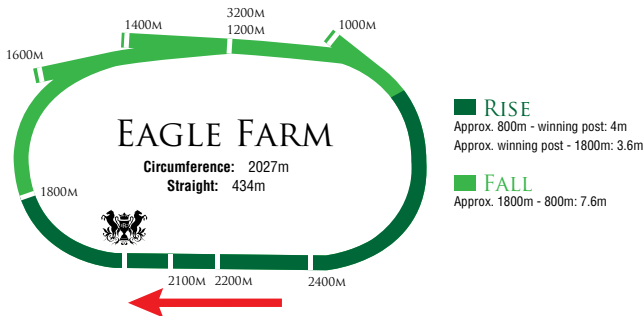 3200M
1400M
1200M
1000M
1600M
EAGLE FARM
Circumference: 2027m
Straight: 434m
1800M
2100M
2200M
2400M
RISE
Approx. 800m - winning post: 4m
Approx. winning post - 1800m: 3.6m
FALL
Approx. 1800m - 800m: 7.6m